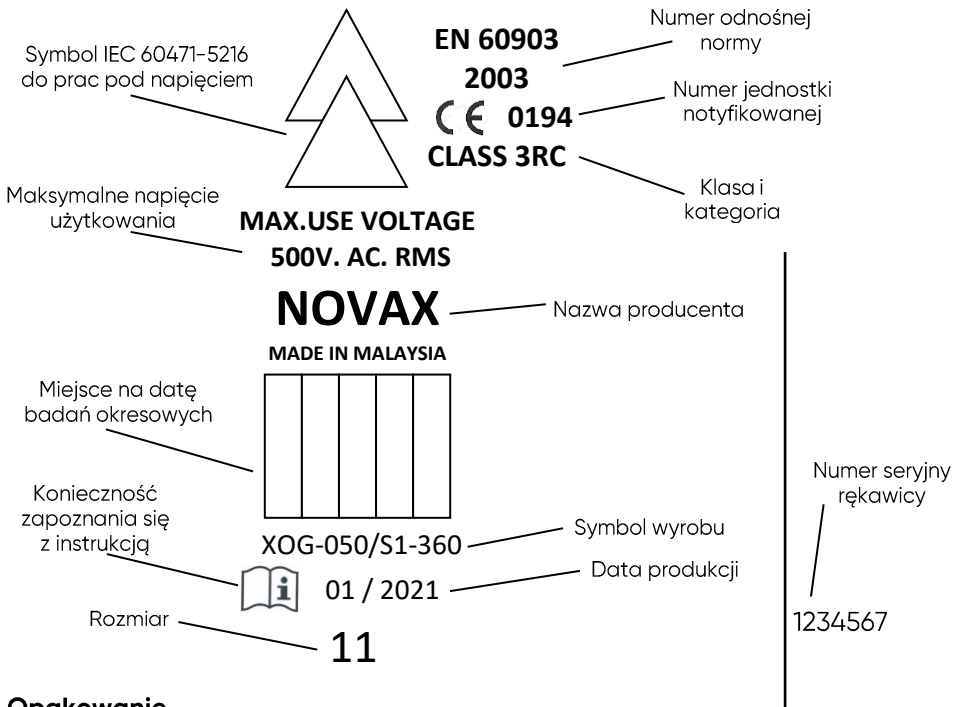 Symbol IEC 60471-5216
do prac pod napięciem
EN 60903
2003
CE 0194
CLASS 3RC
Numer odnośnej
normy
Numer jednostki
notyfikowanej
Klasa i
kategoria
Maksymalne napięcie
użytkowania
MAX.USE VOLTAGE
500V. AC. RMS
NOVAX
Nazwa producenta
MADE IN MALAYSIA
Miejsce na datę
badań okresowych
Konieczność
zapoznania się
z instrukcją
XOG-050/S1-360
Symbol wyrobu
i
01 / 2021
Data produkcji
Rozmiar
11
Numer seryjny
rękawicy
1234567
Opakowanie